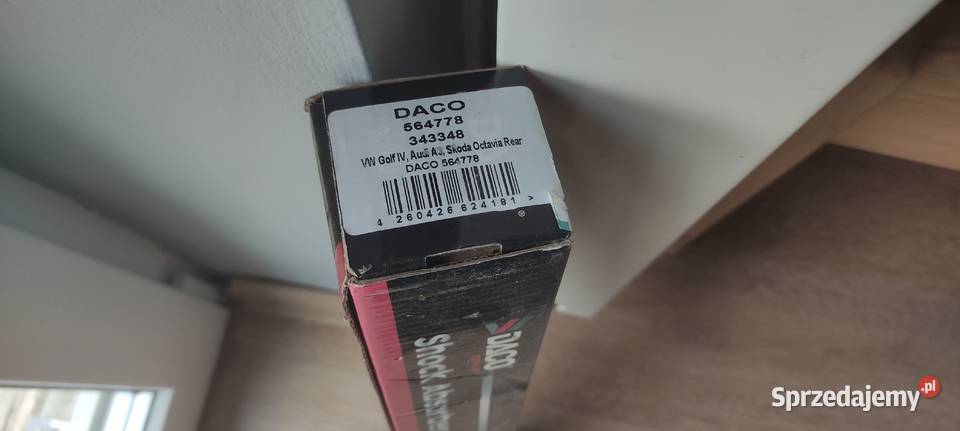 DACO
564778
343348
VW Golf IV, Audi A3, Skoda Octavia Rear
DACO 564778
4 260426 624181 >
®
DACO
Shock
Sprzedajemy.pl